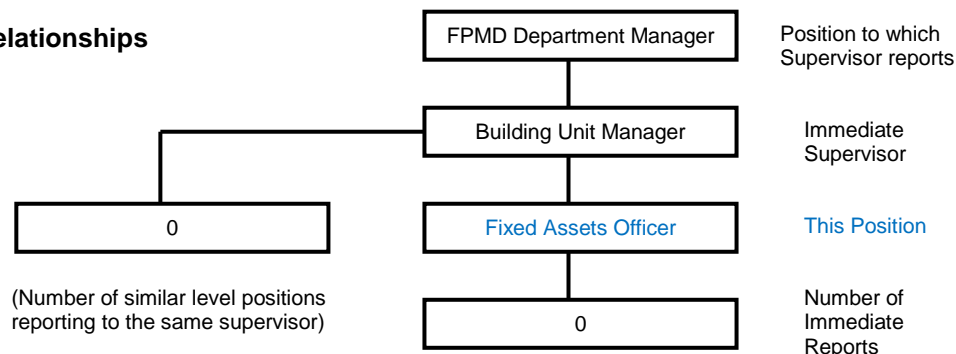 elationships
FPMD Department Manager
Position to which
Supervisor reports
Building Unit Manager
Immediate
Supervisor
0
Fixed Assets Officer
This Position
(Number of similar level positions
reporting to the same supervisor)
0
Number of
Immediate
Reports